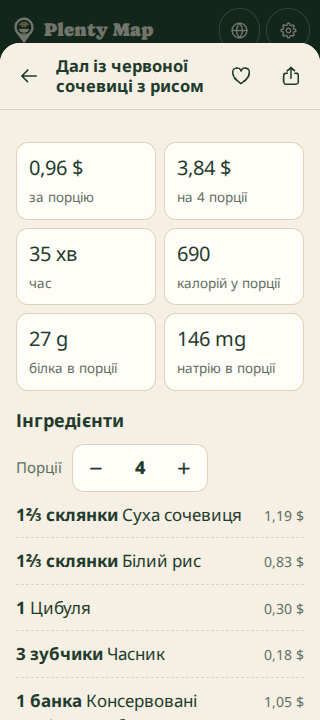 Plenty Map
Дал із червоної
сочевиці з рисом
0,96 $
за порцію
3,84 $
на 4 порції
35 хв
час
690
калорій у порції
27 g
білка в порції
146 mg
натрію в порції
Інгредієнти
Порції − 4 +
1⅔ склянки Суха сочевиця 1,19 $
1⅔ склянки Білий рис 0,83 $
1 Цибуля 0,30 $
3 зубчики Часник 0,18 $
1 банка Консервовані 1,05 $